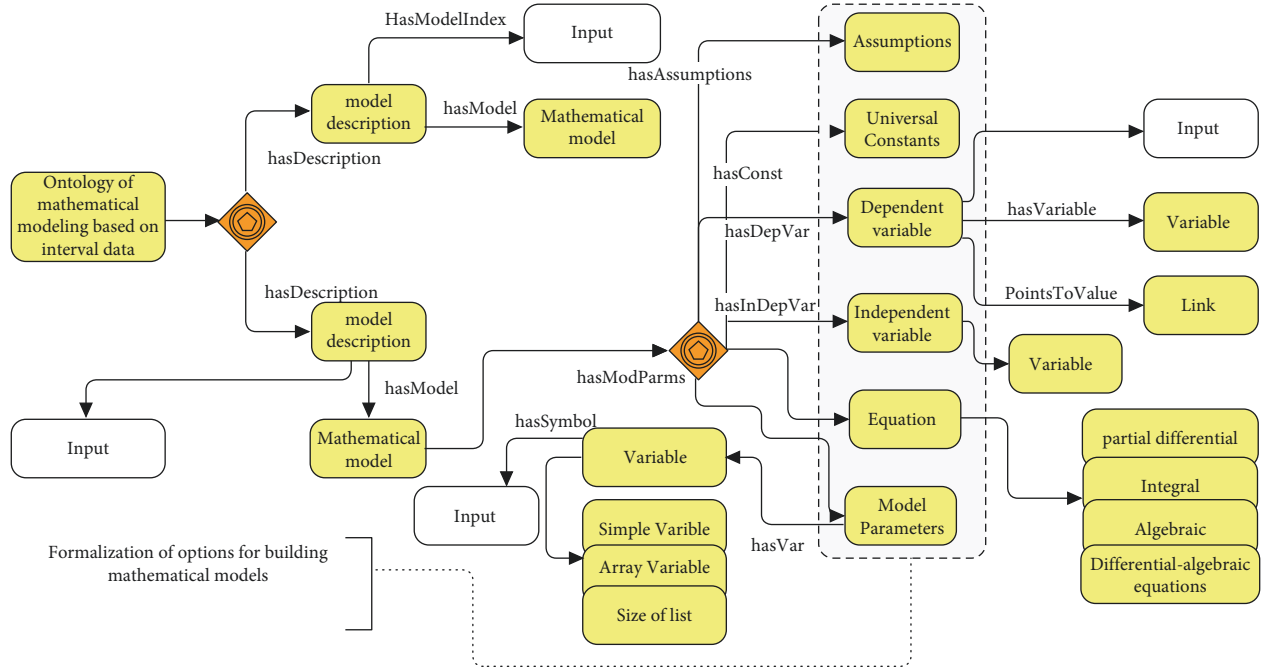 HasModelIndex
Input
model
description
hasModel
Mathematical
model
hasDescription
Ontology of
mathematical
modeling based on
interval data
hasDescription
model
description
hasModel
Input
Mathematical
model
hasModParms
hasAssumptions
Assumptions
hasConst
Universal
Constants
hasDepVar
Dependent
variable
Input
hasVariable
Variable
PointsToValue
Link
hasInDepVar
Independent
variable
Variable
Equation
partial differential
Integral
Algebraic
Differential-algebraic
equations
Model
Parameters
hasVar
hasSymbol
Variable
Input
Simple Varible
Array Variable
Size of list
Formalization of options for building
mathematical models